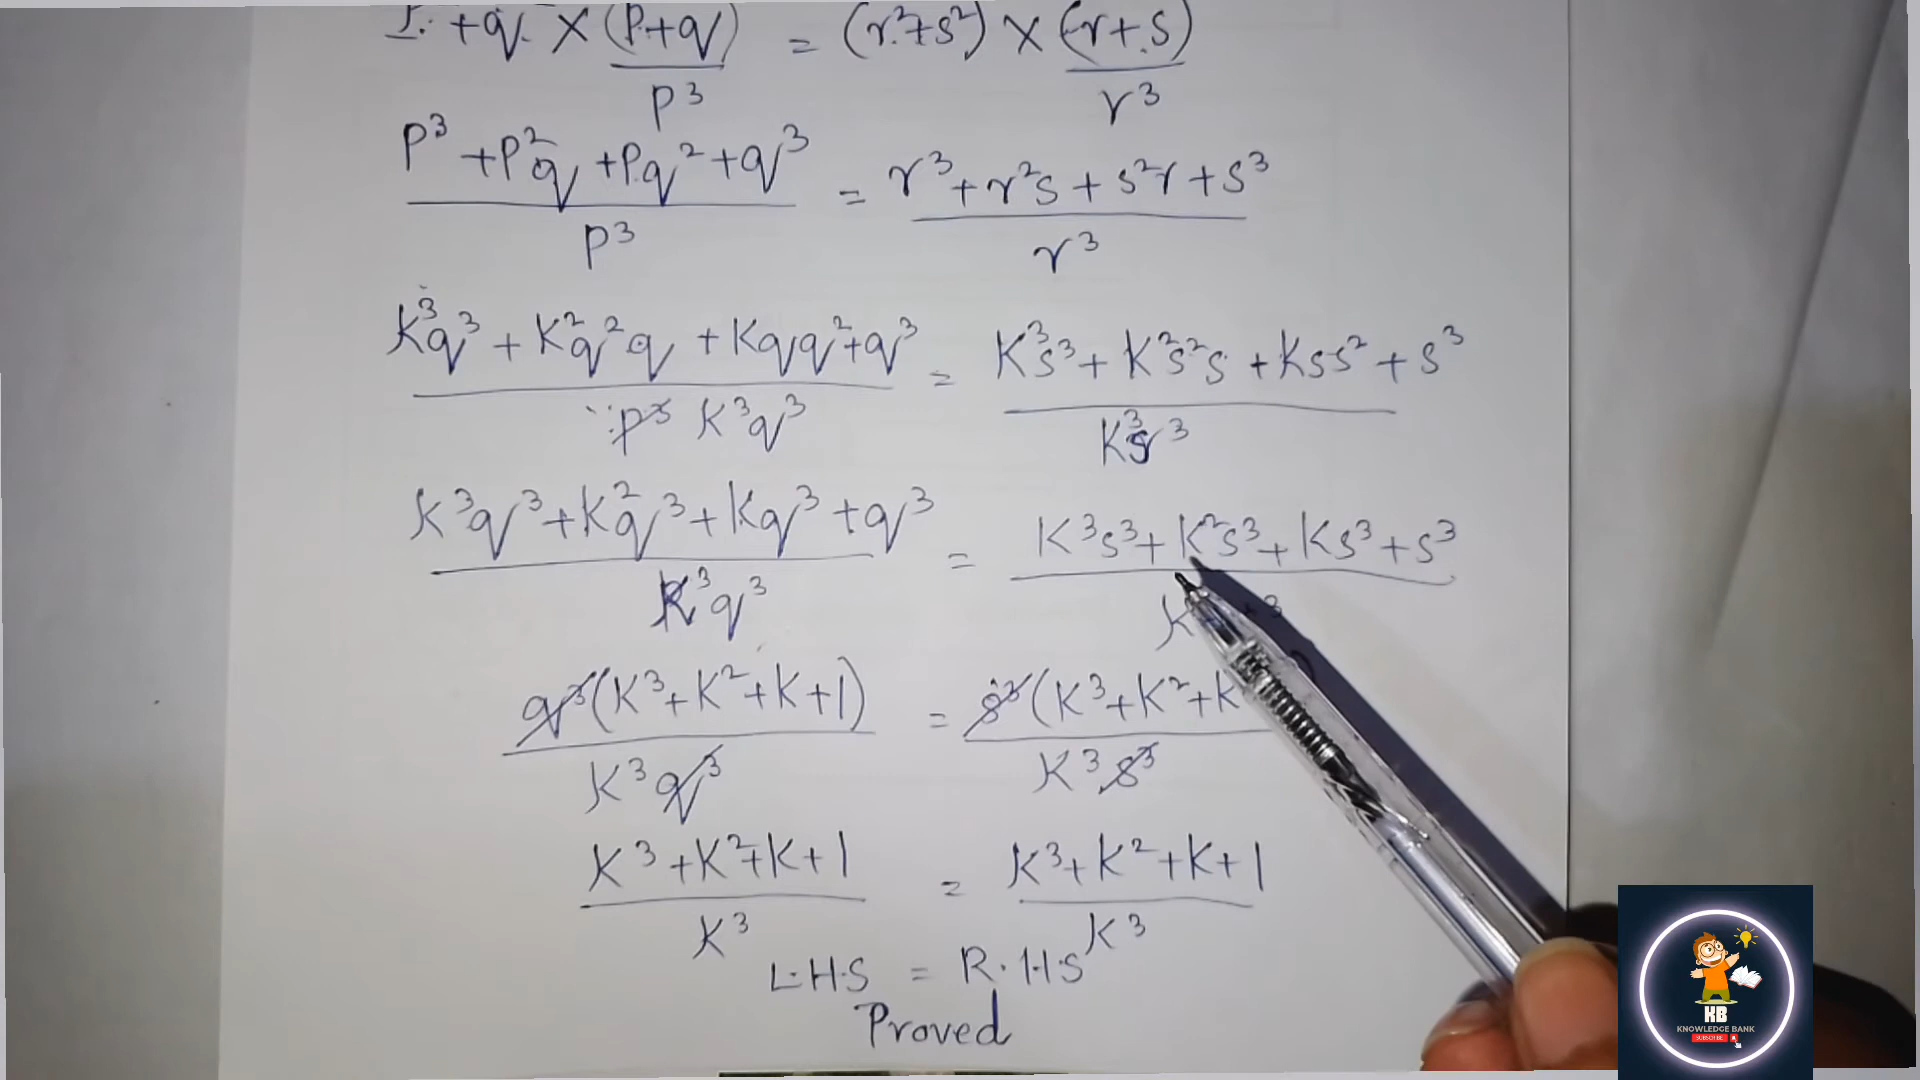 +q × (p+q) = (r²+s²) × (r+s)
p³ r³
p³ + p²q + pq² + q³ = r³ + r²s + s²r + s³
p³ r³
K³q³ + K²q²q + Kqq² + q³ = K³s³ + K²s²s + Kss² + s³
p³ K³q³ K³s³
K³q³ + K²q³ + Kq³ + q³ = K³s³ + K²s³ + Ks³ + s³
K³q³ K
q³(K³+K²+K+1) = s³(K³+K²+K
K³q³ K³s³
K³+K²+K+1 = K³+K²+K+1
K³ K³
L.H.S = R.H.S
Proved
KB
KNOWLEDGE BANK
SUBSCRIBE